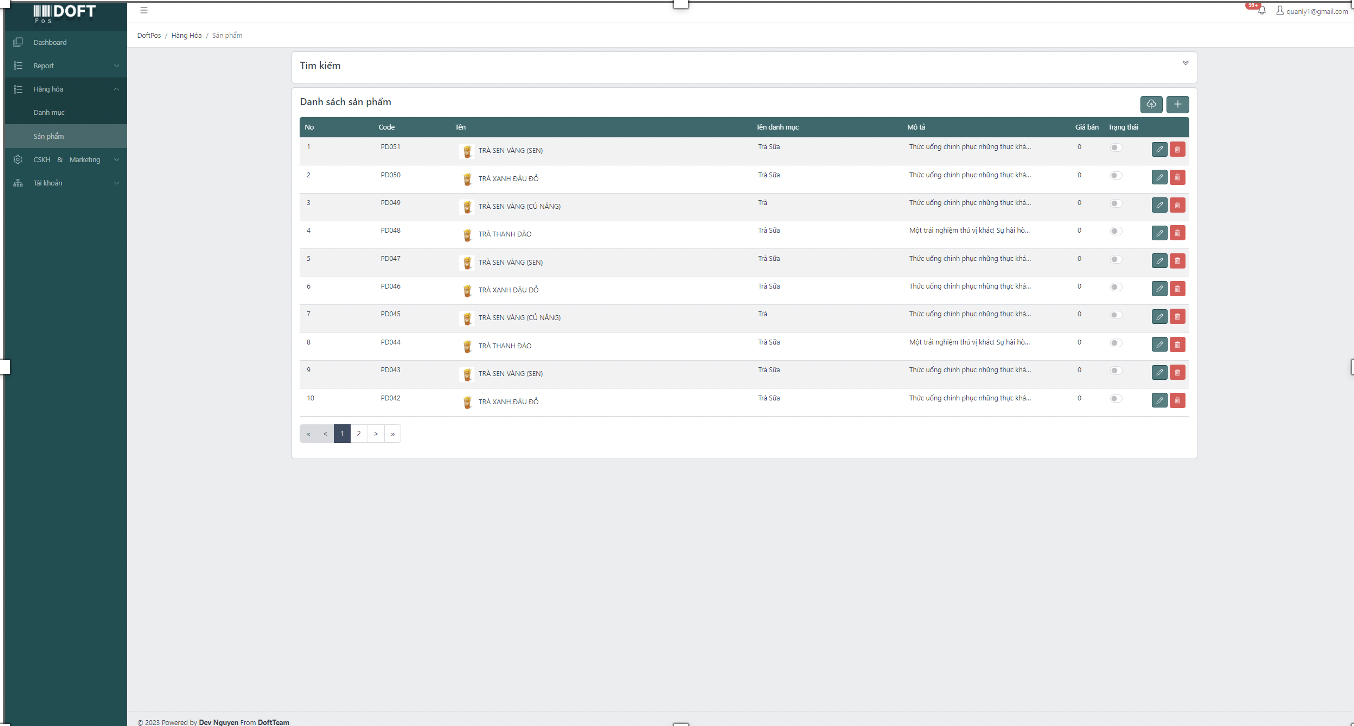 DOFT
Pos
99+
quanly1@gmail.com
Dashboard
Report
Hàng hóa
Danh mục
Sản phẩm
CSKH & Marketing
Tài khoản
DoftPos / Hàng Hóa / Sản phẩm
Tìm kiếm
Danh sách sản phẩm
No Code Tên Tên danh mục Mô tả Giá bán Trạng thái
1 PD051 TRÀ SEN VÀNG (SEN) Trà Sữa Thức uống chinh phục những thực khá... 0
2 PD050 TRÀ XANH ĐẬU ĐỎ Trà Sữa Thức uống chinh phục những thực khá... 0
3 PD049 TRÀ SEN VÀNG (CỦ NĂNG) Trà Thức uống chinh phục những thực khá... 0
4 PD048 TRÀ THANH ĐÀO Trà Sữa Một trải nghiệm thú vị khác! Sự hài hò... 0
5 PD047 TRÀ SEN VÀNG (SEN) Trà Sữa Thức uống chinh phục những thực khá... 0
6 PD046 TRÀ XANH ĐẬU ĐỎ Trà Sữa Thức uống chinh phục những thực khá... 0
7 PD045 TRÀ SEN VÀNG (CỦ NĂNG) Trà Thức uống chinh phục những thực khá... 0
8 PD044 TRÀ THANH ĐÀO Trà Sữa Một trải nghiệm thú vị khác! Sự hài hò... 0
9 PD043 TRÀ SEN VÀNG (SEN) Trà Sữa Thức uống chinh phục những thực khá... 0
10 PD042 TRÀ XANH ĐẬU ĐỎ Trà Sữa Thức uống chinh phục những thực khá... 0
« < 1 2 > »
© 2023 Powered by Dev Nguyen From DoftTeam